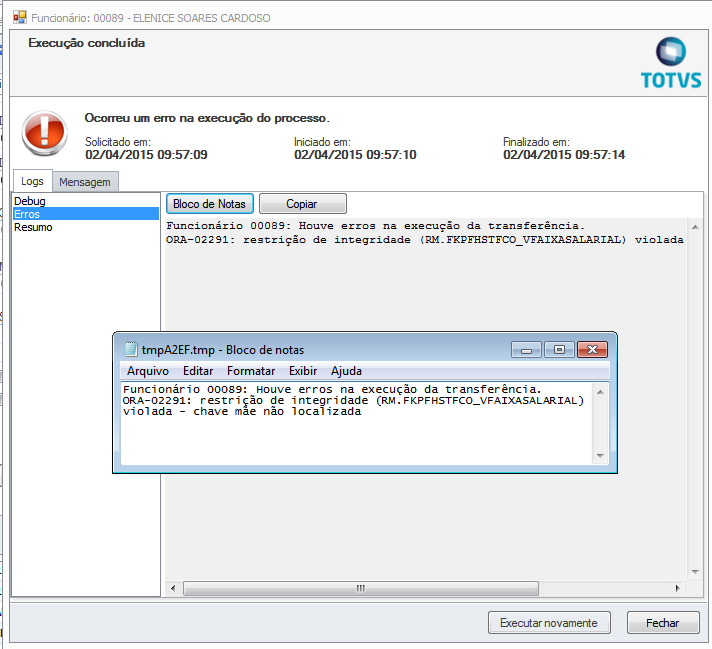 Funcionário: 00089 - ELENICE SOARES CARDOSO
Execução concluída
TOTVS
Ocorreu um erro na execução do processo.
Solicitado em: Iniciado em: Finalizado em:
02/04/2015 09:57:09 02/04/2015 09:57:10 02/04/2015 09:57:14
Logs Mensagem
Debug
Erros
Resumo
Bloco de Notas Copiar
Funcionário 00089: Houve erros na execução da transferência.
ORA-02291: restrição de integridade (RM.FKPFHSTFCO_VFAIXASALARIAL) violada
tmpA2EF.tmp - Bloco de notas
Arquivo Editar Formatar Exibir Ajuda
Funcionário 00089: Houve erros na execução da transferência.
ORA-02291: restrição de integridade (RM.FKPFHSTFCO_VFAIXASALARIAL)
violada - chave mãe não localizada
Executar novamente Fechar